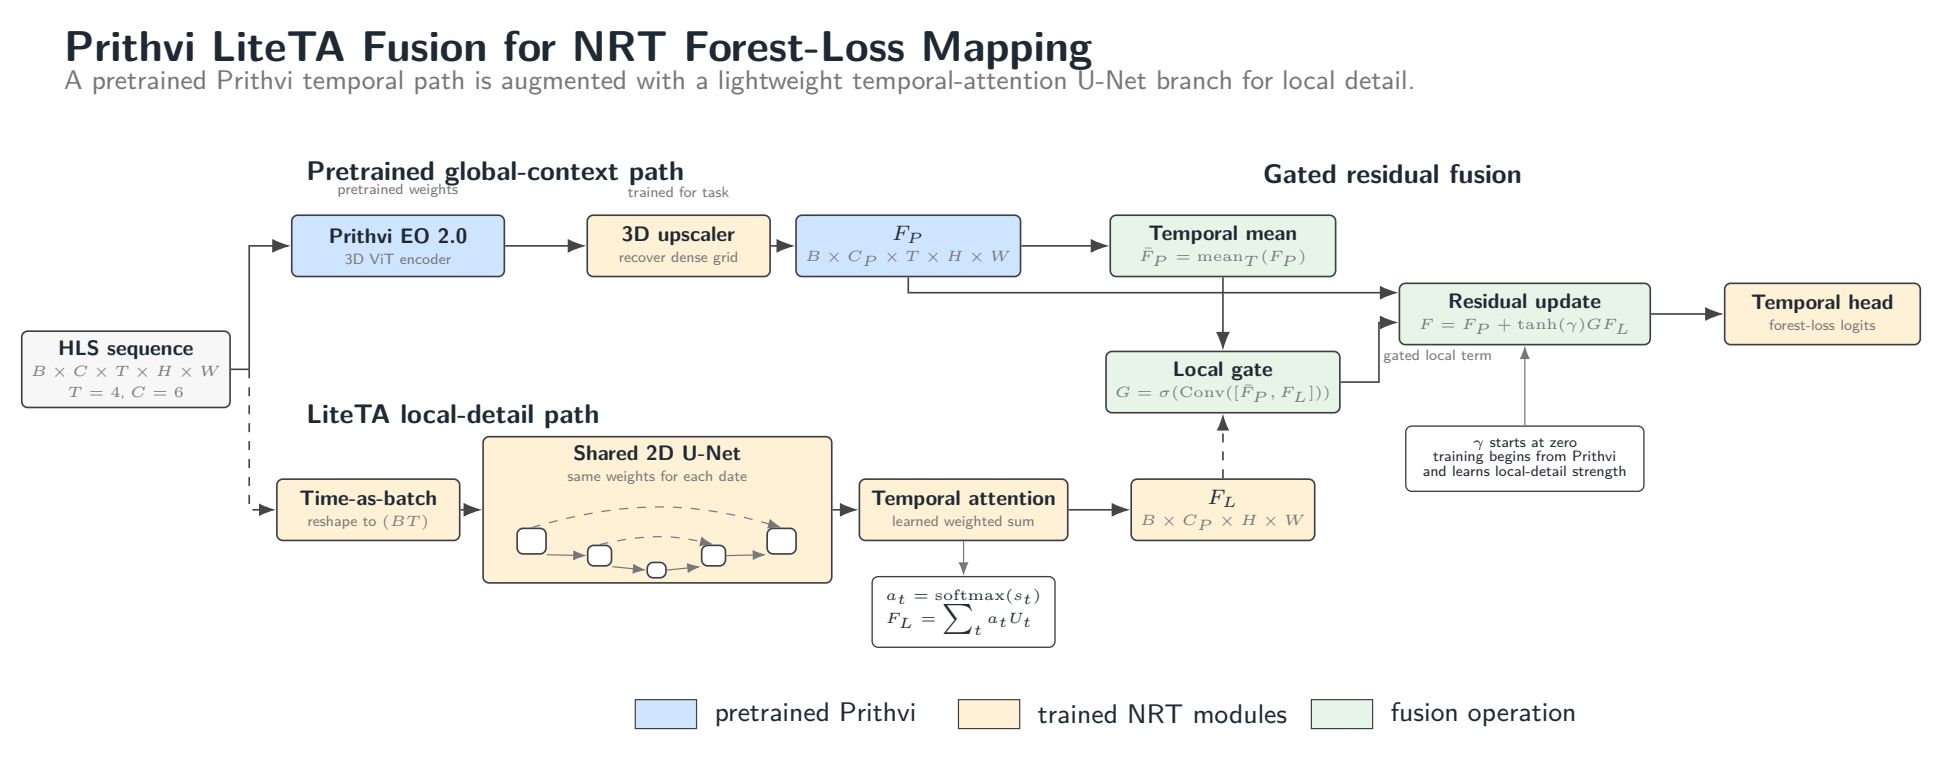 Prithvi LiteTA Fusion for NRT Forest-Loss Mapping
A pretrained Prithvi temporal path is augmented with a lightweight temporal-attention U-Net branch for local detail.
Pretrained global-context path
pretrained weights
trained for task
Gated residual fusion
Prithvi EO 2.0
3D ViT encoder
3D upscaler
recover dense grid
F_P
B × C_P × T × H × W
Temporal mean
F̄_P = mean_T(F_P)
Residual update
F = F_P + tanh(γ)GF_L
Temporal head
forest-loss logits
HLS sequence
B × C × T × H × W
T = 4, C = 6
gated local term
Local gate
G = σ(Conv([F̄_P, F_L]))
LiteTA local-detail path
Shared 2D U-Net
same weights for each date
γ starts at zero
training begins from Prithvi
and learns local-detail strength
Time-as-batch
reshape to (BT)
Temporal attention
learned weighted sum
F_L
B × C_P × H × W
a_t = softmax(s_t)
F_L = ∑_t a_t U_t
pretrained Prithvi
trained NRT modules
fusion operation